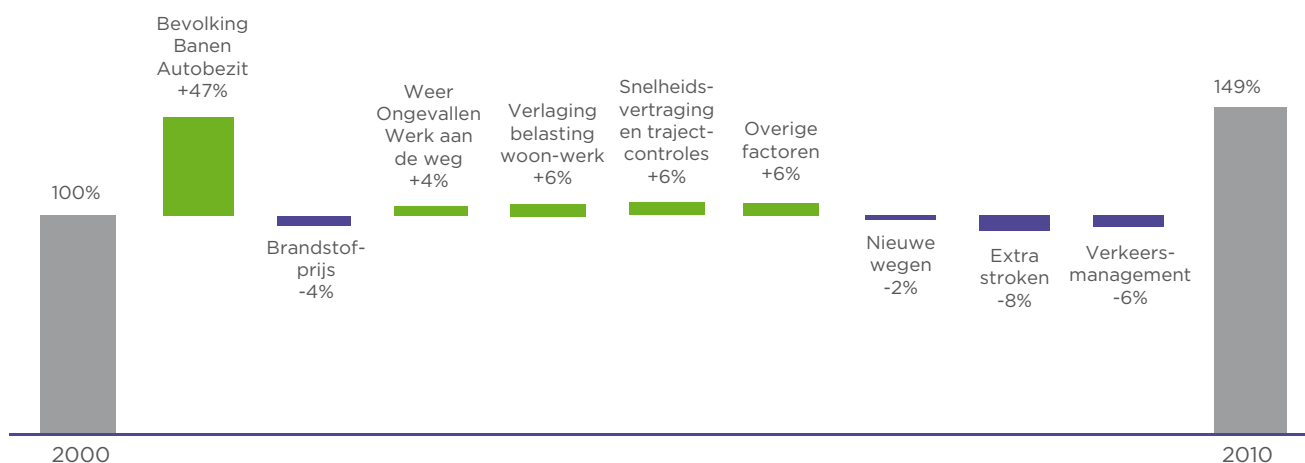 100%
2000
Bevolking
Banen
Autobezit
+47%
Brandstof-
prijs
-4%
Weer
Ongevallen
Werk aan
de weg
+4%
Verlaging
belasting
woon-werk
+6%
Snelheids-
vertraging
en traject-
controles
+6%
Overige
factoren
+6%
Nieuwe
wegen
-2%
Extra
stroken
-8%
Verkeers-
management
-6%
149%
2010